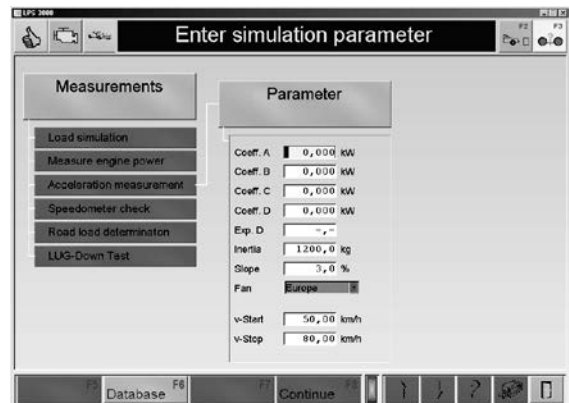 LPS 3000
Enter simulation parameter
F2
F3
Measurements
Load simulation
Measure engine power
Acceleration measurement
Speedometer check
Road load determinaton
LUG-Down Test
Parameter
Coeff. A 0,000 kW
Coeff. B 0,000 kW
Coeff. C 0,000 kW
Coeff. D 0,000 kW
Exp. D -,-
Inertia 1200,0 kg
Slope 3,0 %
Fan Europe
v-Start 50,00 km/h
v-Stop 80,00 km/h
F5
Database F6
F7
Continue F8
?